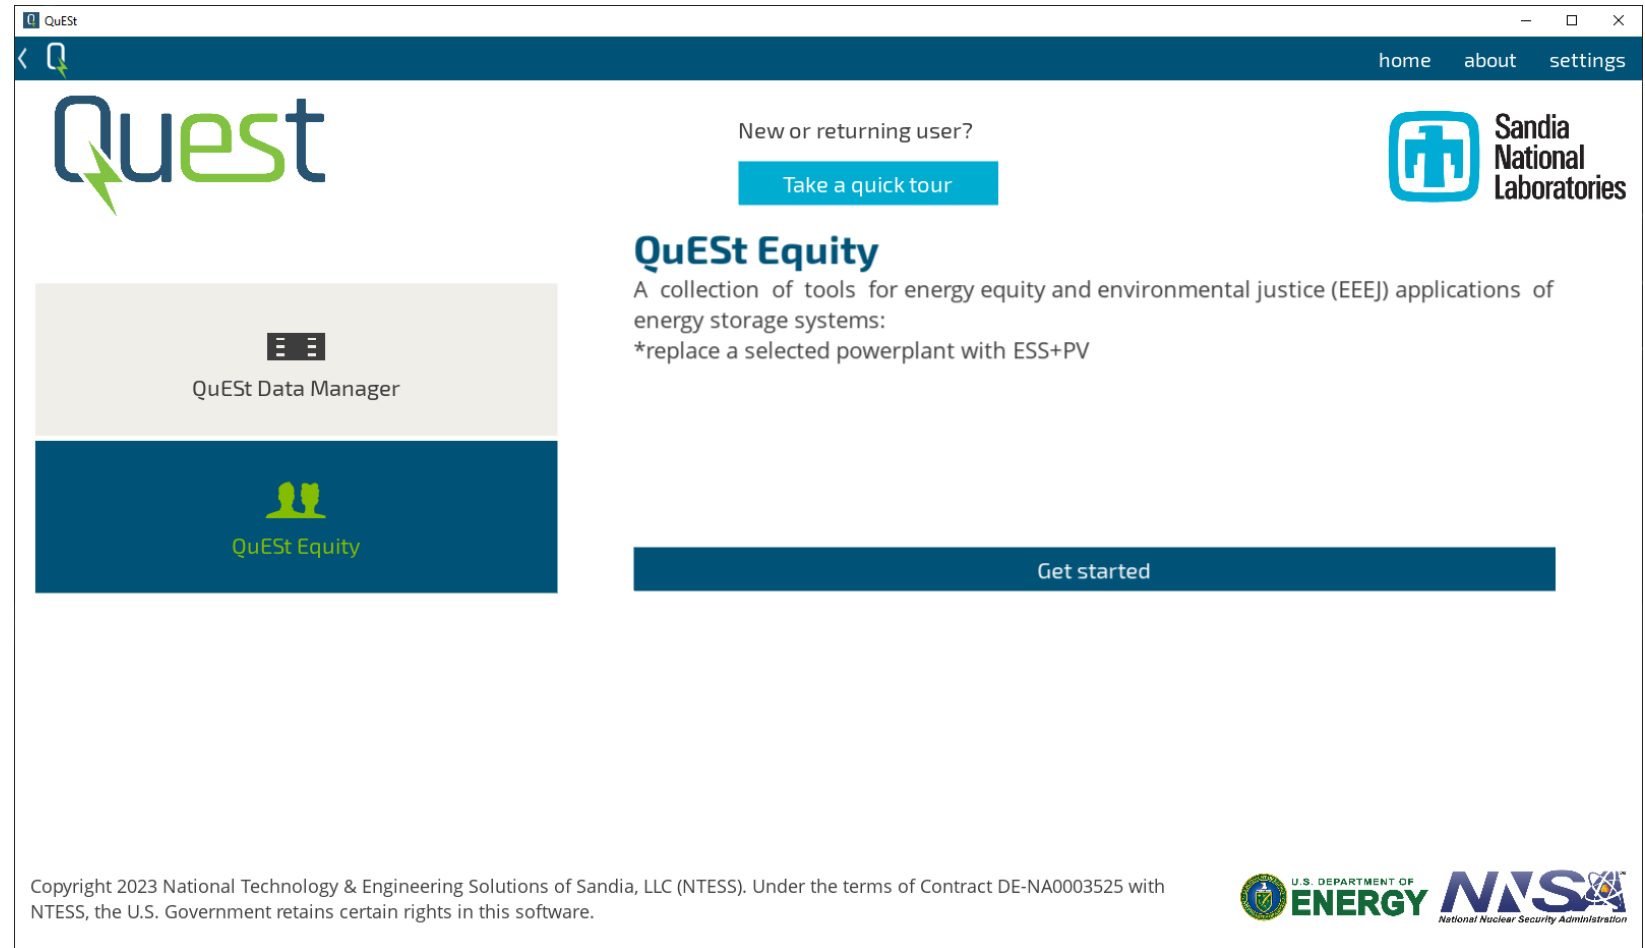 QuESt
home about settings
Quest
New or returning user?
Take a quick tour
Sandia
National
Laboratories
QuESt Equity
A collection of tools for energy equity and environmental justice (EEEJ) applications of
energy storage systems:
*replace a selected powerplant with ESS+PV
QuESt Data Manager
QuESt Equity
Get started
Copyright 2023 National Technology & Engineering Solutions of Sandia, LLC (NTESS). Under the terms of Contract DE-NA0003525 with
NTESS, the U.S. Government retains certain rights in this software.
U.S. DEPARTMENT OF
ENERGY
NNSA
National Nuclear Security Administration